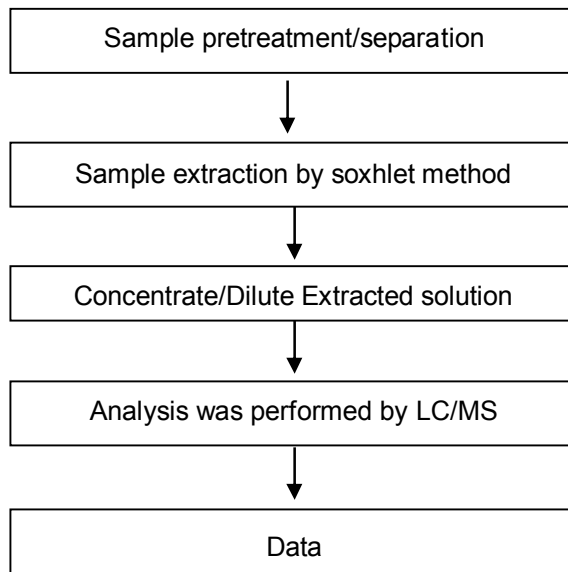 Sample pretreatment/separation
Sample extraction by soxhlet method
Concentrate/Dilute Extracted solution
Analysis was performed by LC/MS
Data